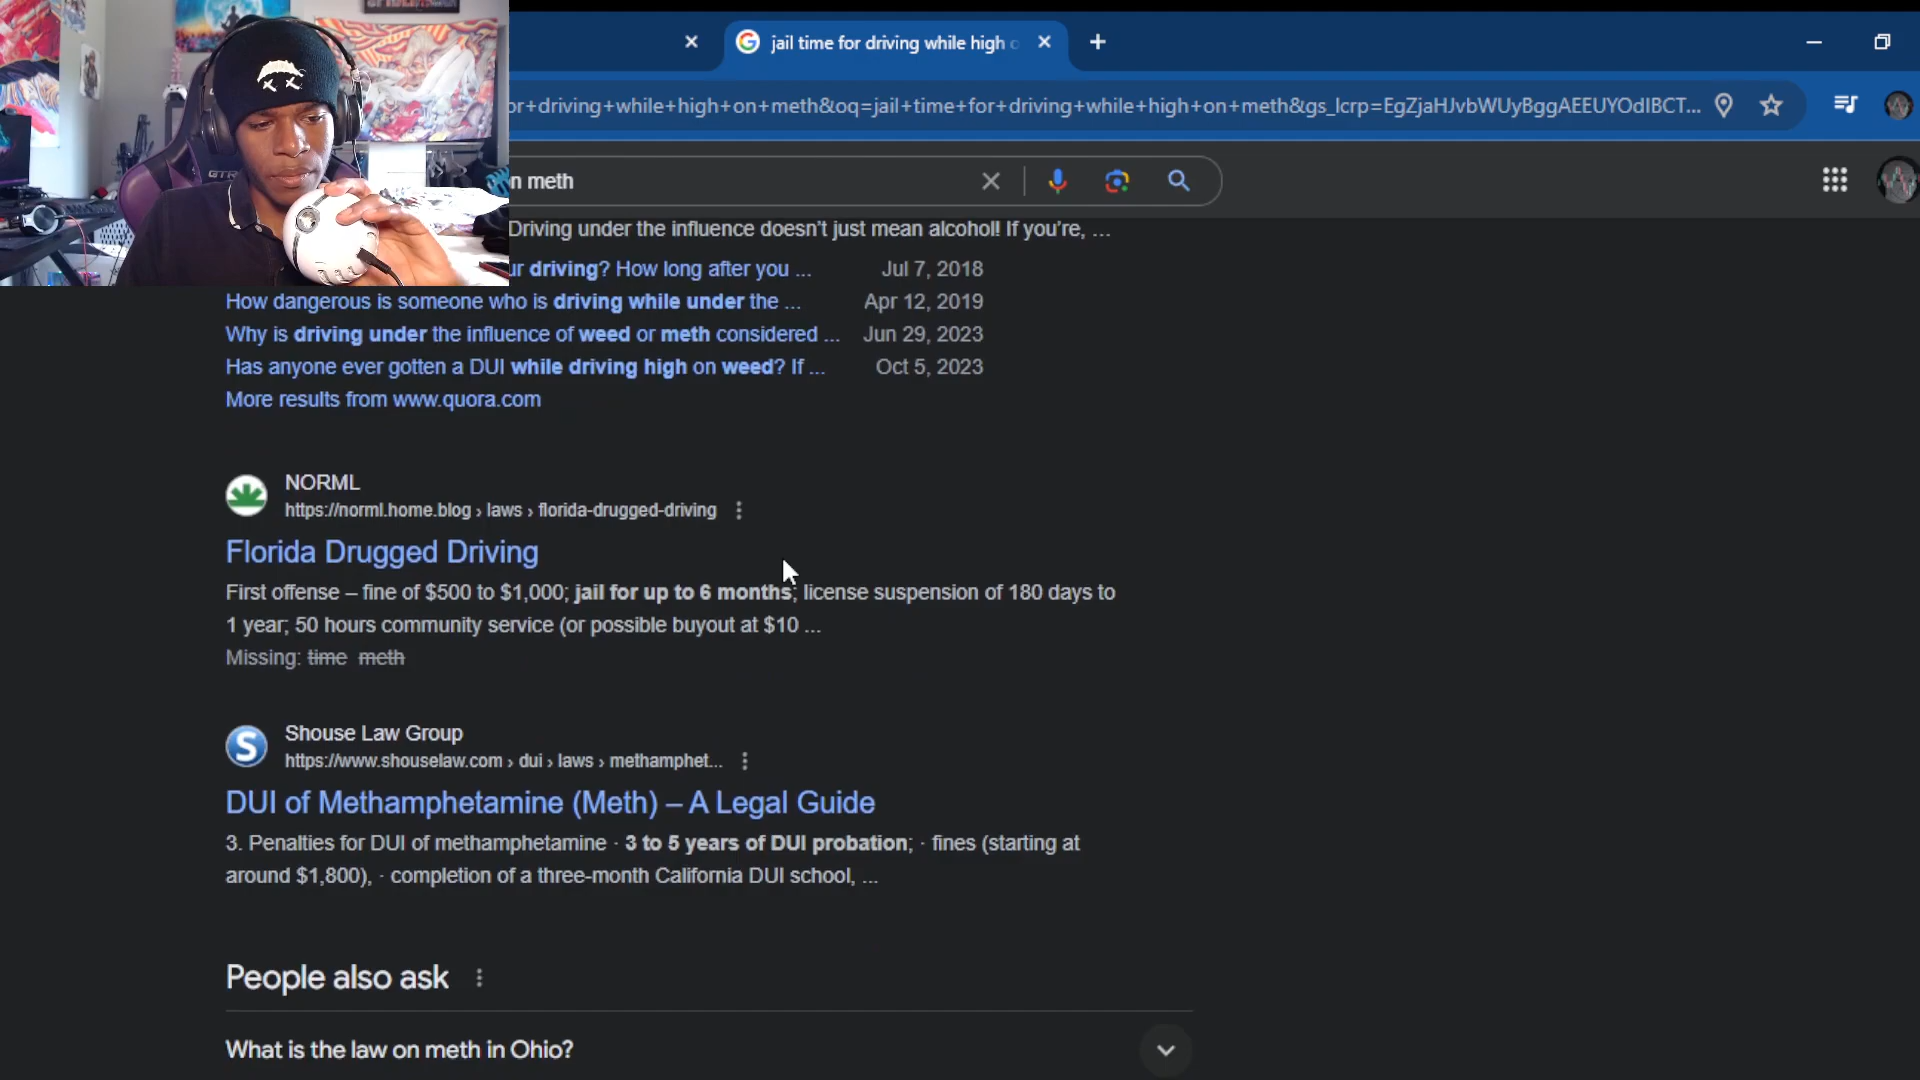 jail time for driving while high o
or+driving+while+high+on+meth&oq=jail+time+for+driving+while+high+on+meth&gs_lcrp=EgZjaHJvbWUyBggAEEUYOdIBCT...
n meth
Driving under the influence doesn't just mean alcohol! If you're, ...
ur driving? How long after you ... Jul 7, 2018
How dangerous is someone who is driving while under the ... Apr 12, 2019
Why is driving under the influence of weed or meth considered ... Jun 29, 2023
Has anyone ever gotten a DUI while driving high on weed? If ... Oct 5, 2023
More results from www.quora.com
NORML
https://norml.home.blog › laws › florida-drugged-driving
Florida Drugged Driving
First offense – fine of $500 to $1,000; jail for up to 6 months; license suspension of 180 days to
1 year; 50 hours community service (or possible buyout at $10 ...
Missing: time meth
S
Shouse Law Group
https://www.shouselaw.com › dui › laws › methamphet...
DUI of Methamphetamine (Meth) – A Legal Guide
3. Penalties for DUI of methamphetamine · 3 to 5 years of DUI probation; · fines (starting at
around $1,800), · completion of a three-month California DUI school, ...
People also ask
What is the law on meth in Ohio?